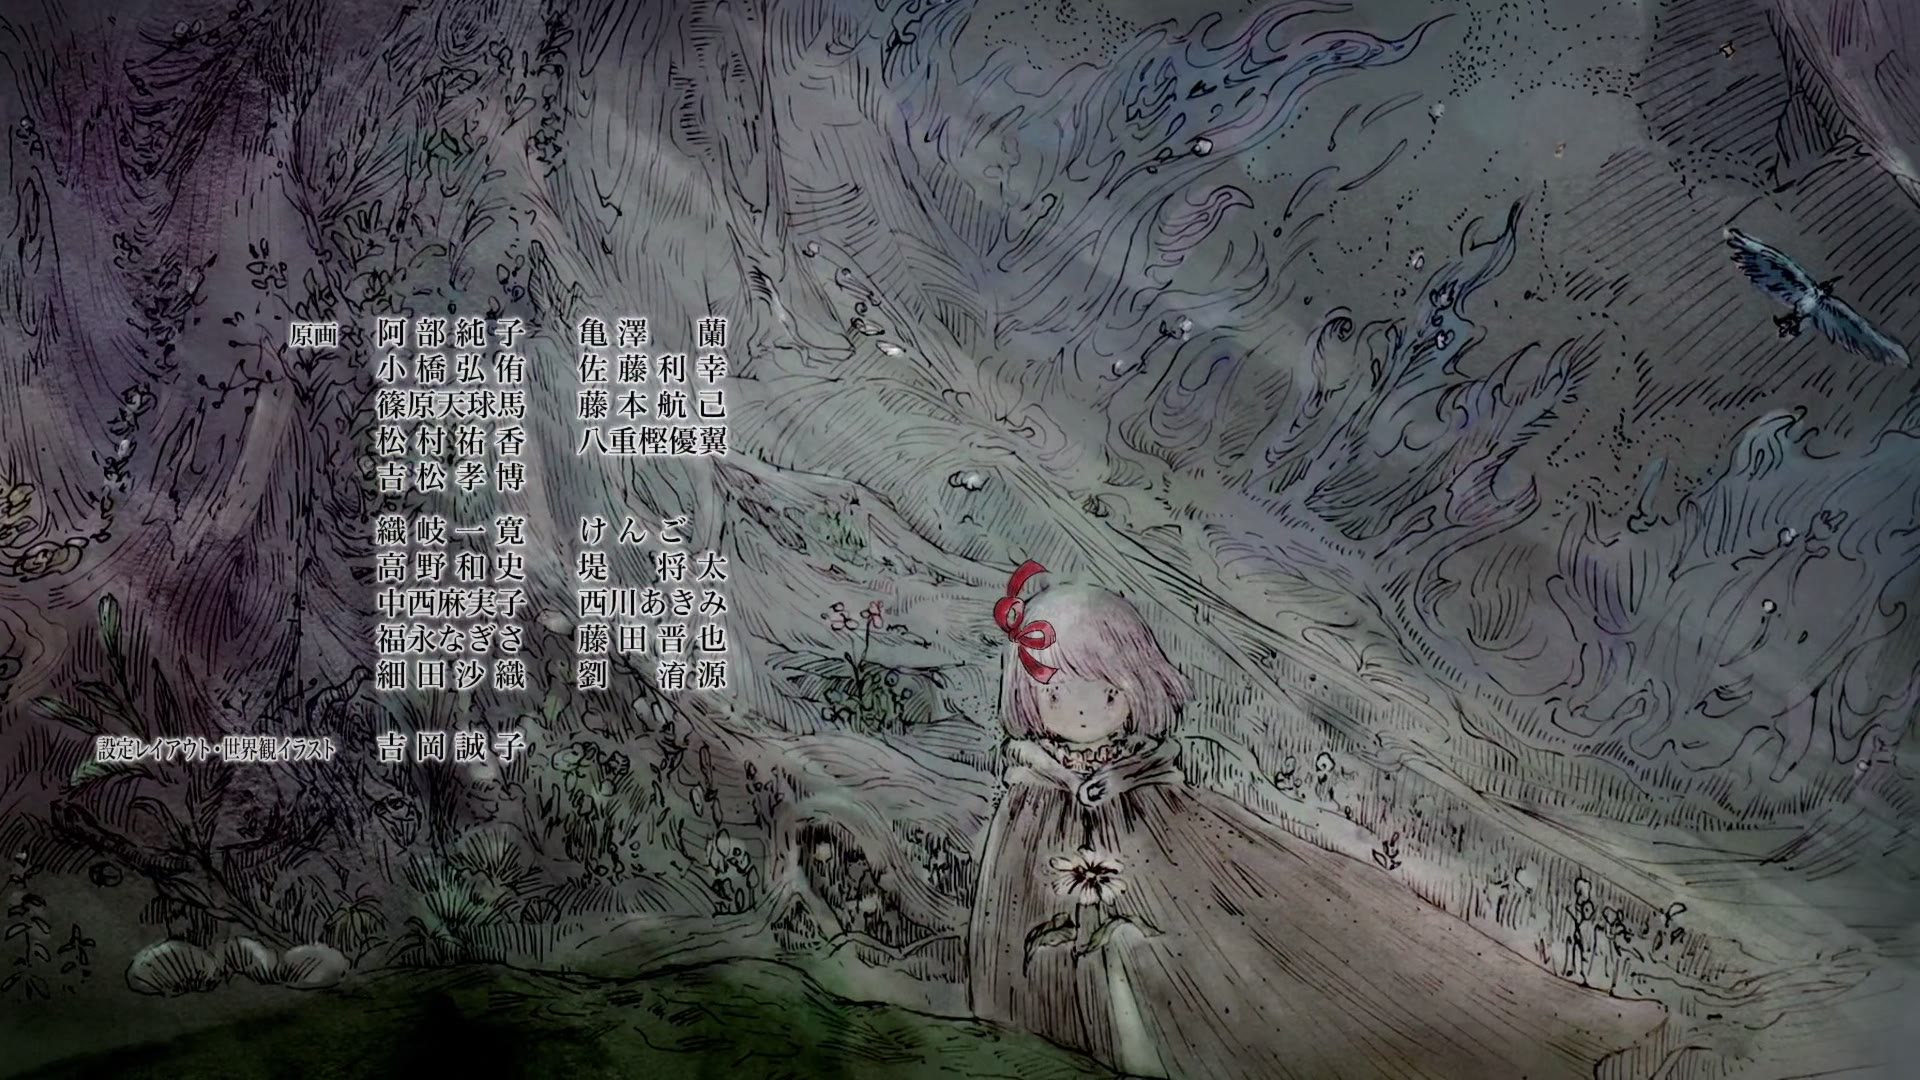 原画 阿部純子 亀澤蘭
小橋弘侑 佐藤利幸
篠原天球馬 藤本航己
松村祐香 八重樫優翼
吉松孝博
織岐一寛 けんご
高野和史 堤将太
中西麻実子 西川あきみ
福永なぎさ 藤田晋也
細田沙織 劉淯源
設定レイアウト・世界観イラスト 吉岡誠子